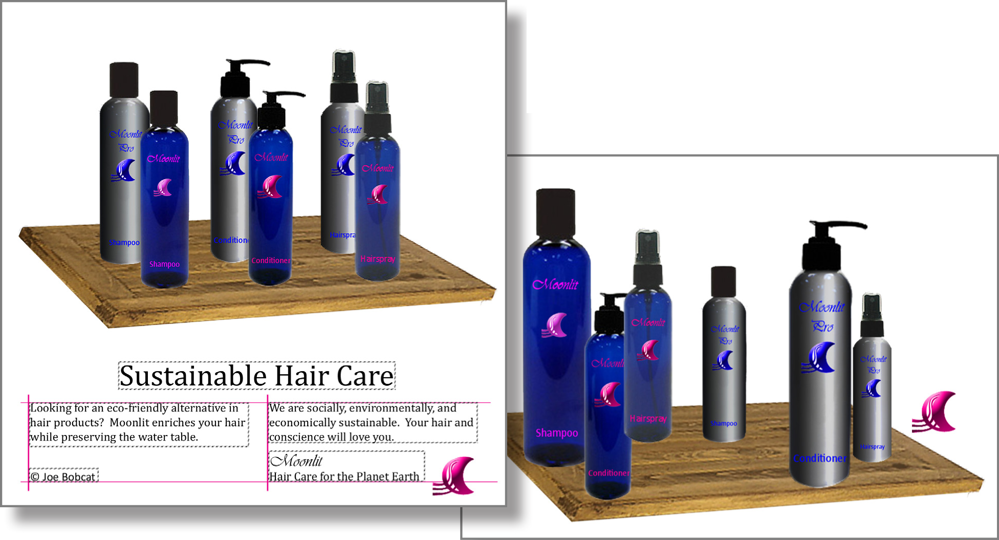 Moonlit
Pro
Shampoo
Moonlit
Shampoo
Moonlit
Pro
Conditioner
Moonlit
Conditioner
Moonlit
Pro
Hairspra
Moonlit
Hairspray
Sustainable Hair Care
Looking for an eco-friendly alternative in
hair products?  Moonlit enriches your hair
while preserving the water table.
© Joe Bobcat
We are socially, environmentally, and
economically sustainable.  Your hair and
conscience will love you.
Moonlit
Hair Care for the Planet Earth
Moonlit
Shampoo
Moonlit
Conditioner
Moonlit
Hairspray
Moonlit
Pro
Shampoo
Moonlit
Pro
Conditioner
Moonlit
Pro
Hairspray